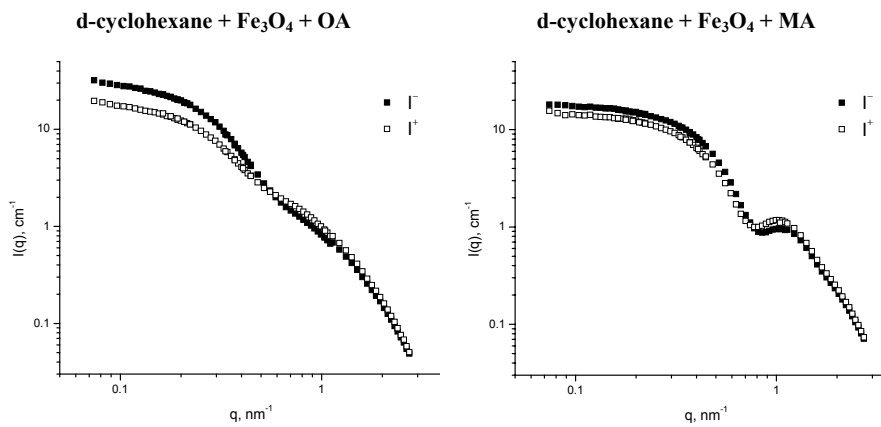 d-cyclohexane + Fe₃O₄ + OA
I(q), cm⁻¹
10
1
0.1
0.1
1
q, nm⁻¹
I⁻
I⁺
d-cyclohexane + Fe₃O₄ + MA
I(q), cm⁻¹
10
1
0.1
0.1
1
q, nm⁻¹
I⁻
I⁺